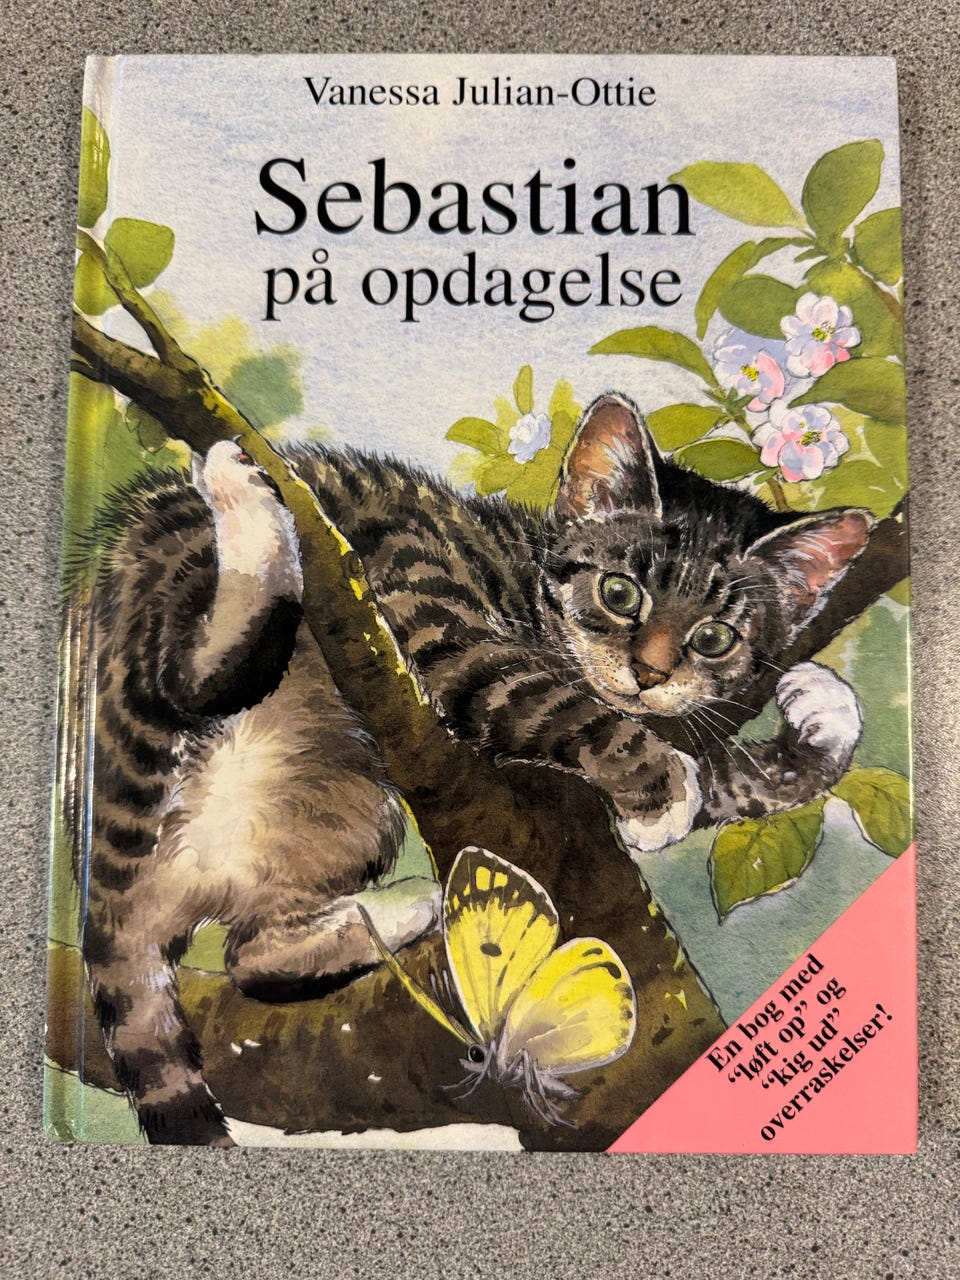 Vanessa Julian-Ottie
Sebastian
på opdagelse
En bog med
“løft op” og
“kig ud”
overraskelser!